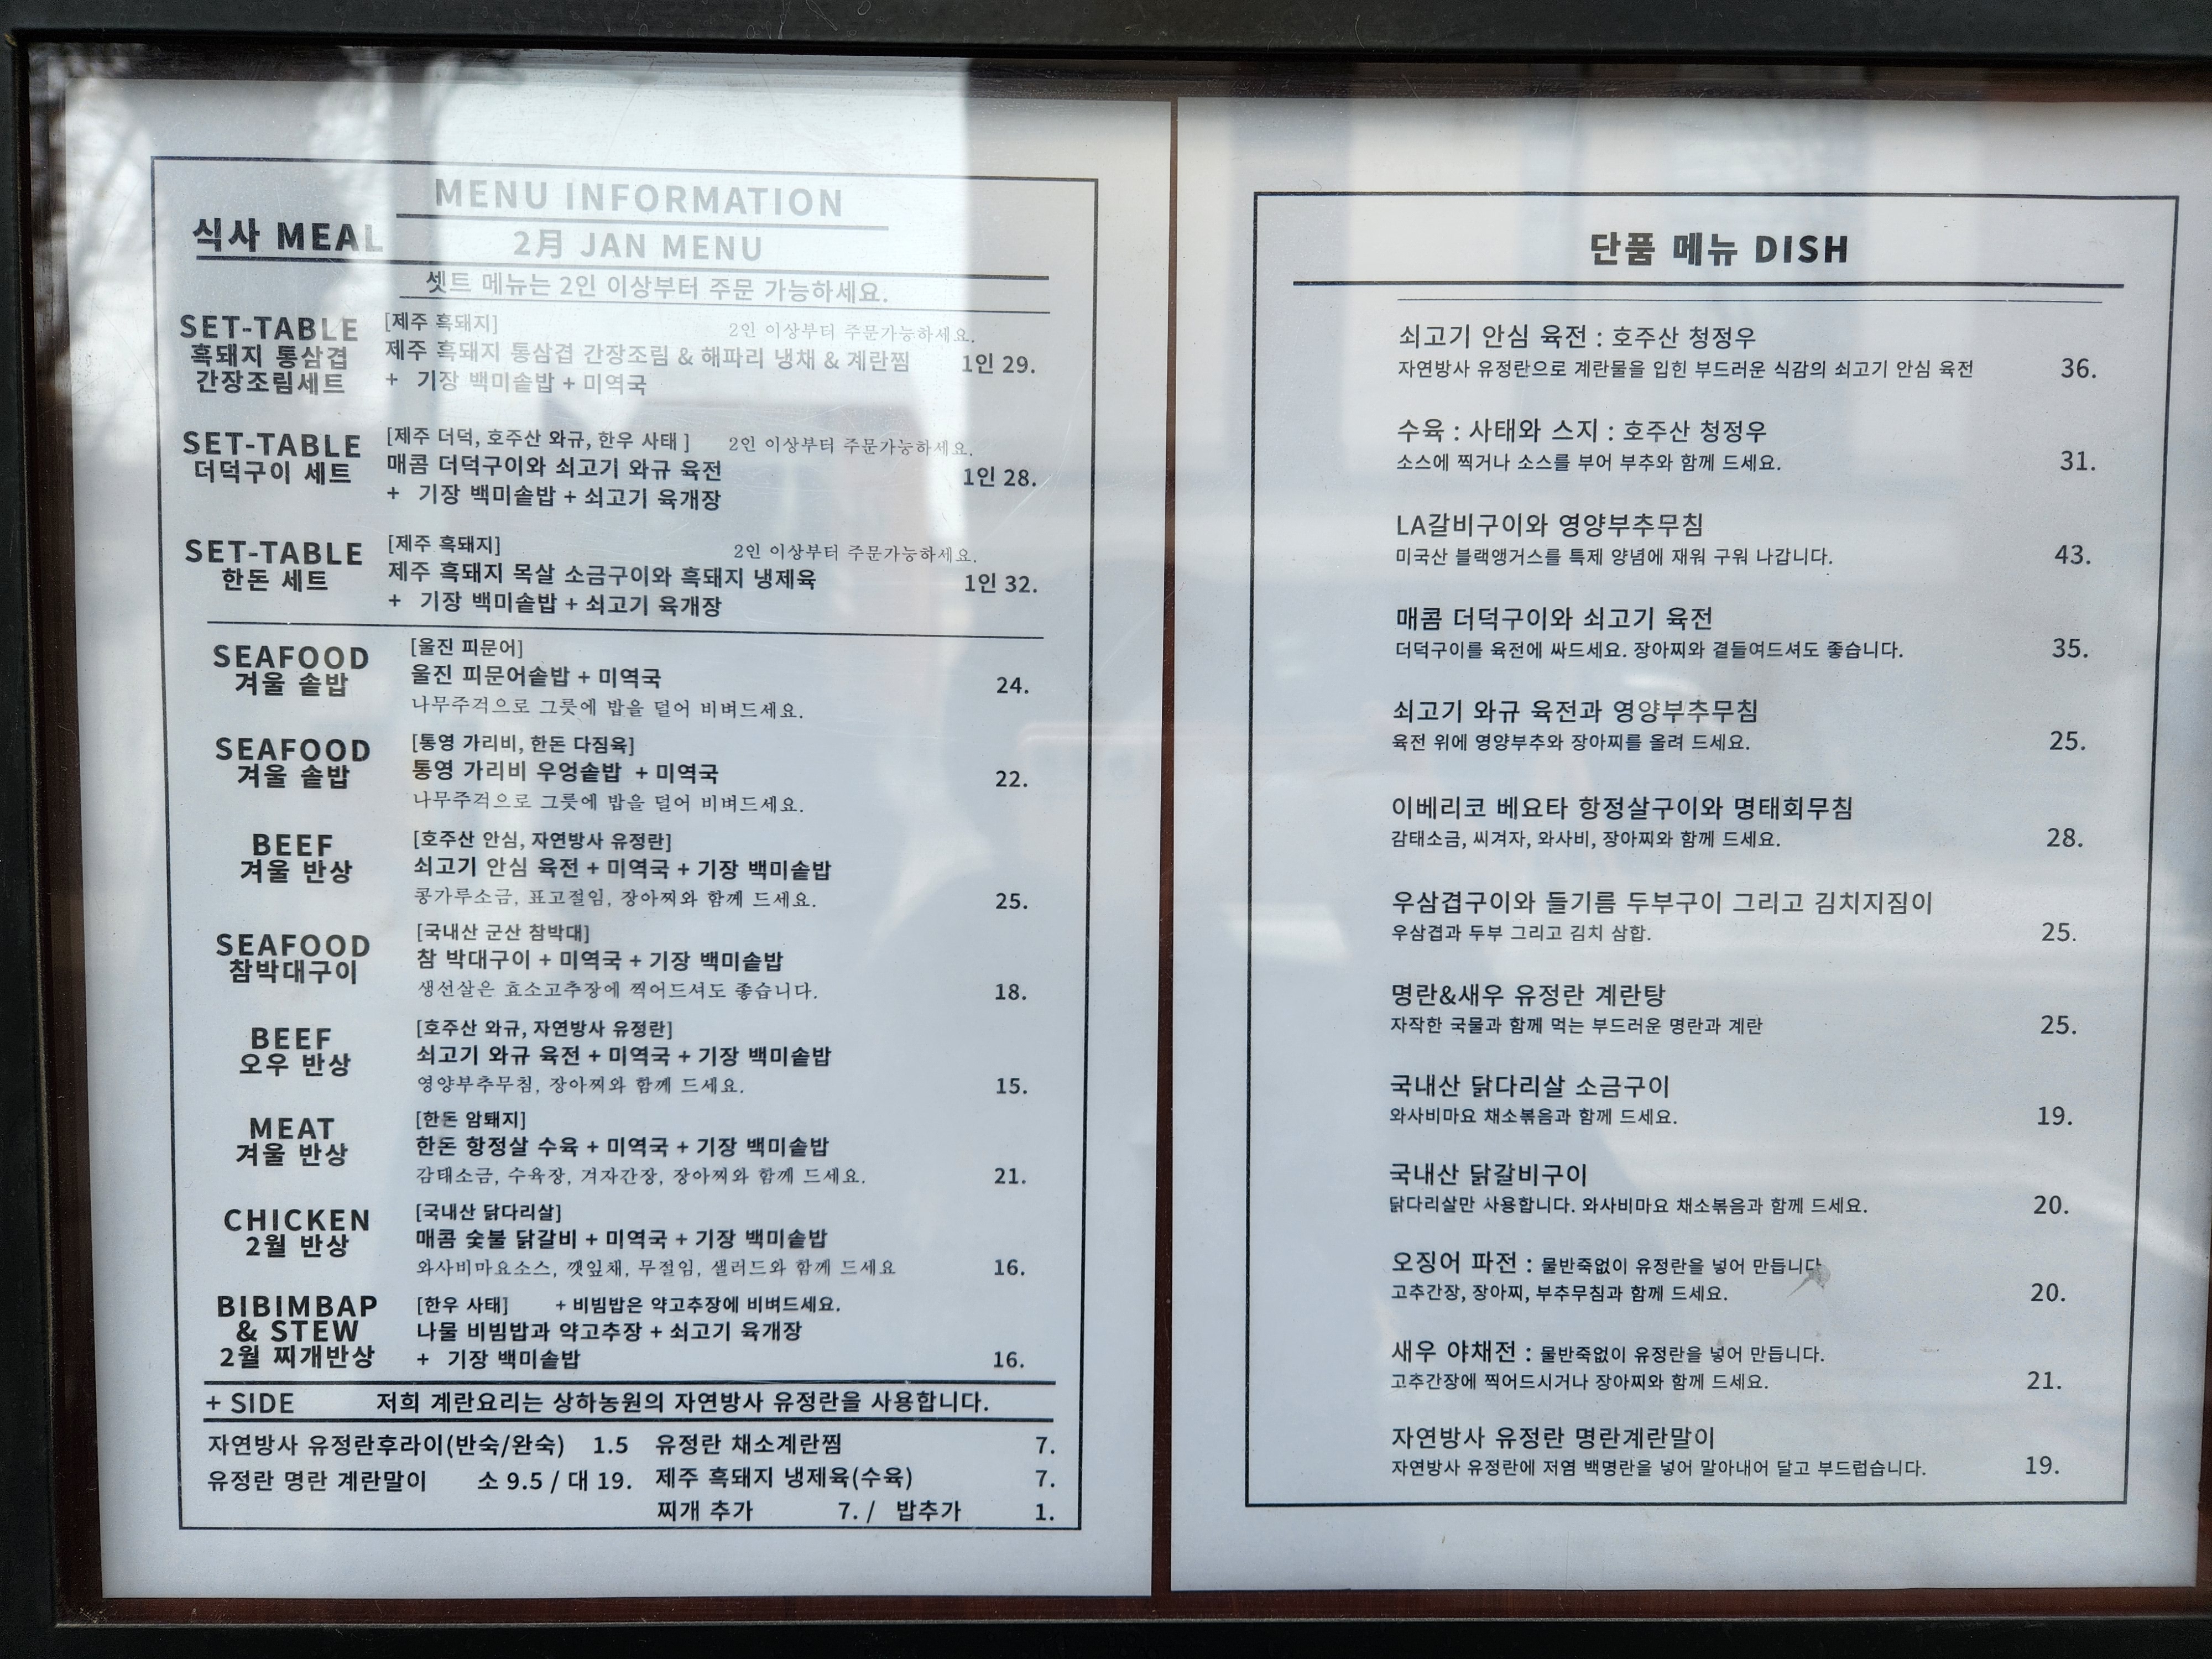 MENU INFORMATION
식사 MEAL
2月 JAN MENU
셋트 메뉴는 2인 이상부터 주문 가능하세요.
SET-TABLE
흑돼지 통삼겹
간장조림세트
[제주 흑돼지] 2인 이상부터 주문가능하세요.
제주 흑돼지 통삼겹 간장조림 & 해파리 냉채 & 계란찜 1인 29.
+ 기장 백미솥밥 + 미역국
SET-TABLE
더덕구이 세트
[제주 더덕, 호주산 와규, 한우 사태 ] 2인 이상부터 주문가능하세요.
매콤 더덕구이와 쇠고기 와규 육전 1인 28.
+ 기장 백미솥밥 + 쇠고기 육개장
SET-TABLE
한돈 세트
[제주 흑돼지] 2인 이상부터 주문가능하세요.
제주 흑돼지 목살 소금구이와 흑돼지 냉제육 1인 32.
+ 기장 백미솥밥 + 쇠고기 육개장
SEAFOOD
겨울 솥밥
[울진 피문어]
울진 피문어솥밥 + 미역국 24.
나무주걱으로 그릇에 밥을 덜어 비벼드세요.
SEAFOOD
겨울 솥밥
[통영 가리비, 한돈 다짐육]
통영 가리비 우엉솥밥 + 미역국 22.
나무주걱으로 그릇에 밥을 덜어 비벼드세요.
BEEF
겨울 반상
[호주산 안심, 자연방사 유정란]
쇠고기 안심 육전 + 미역국 + 기장 백미솥밥
콩가루소금, 표고절임, 장아찌와 함께 드세요. 25.
SEAFOOD
참박대구이
[국내산 군산 참박대]
참 박대구이 + 미역국 + 기장 백미솥밥
생선살은 효소고추장에 찍어드셔도 좋습니다. 18.
BEEF
오우 반상
[호주산 와규, 자연방사 유정란]
쇠고기 와규 육전 + 미역국 + 기장 백미솥밥
영양부추무침, 장아찌와 함께 드세요. 15.
MEAT
겨울 반상
[한돈 암퇘지]
한돈 항정살 수육 + 미역국 + 기장 백미솥밥
감태소금, 수육장, 겨자간장, 장아찌와 함께 드세요. 21.
CHICKEN
2월 반상
[국내산 닭다리살]
매콤 숯불 닭갈비 + 미역국 + 기장 백미솥밥
와사비마요소스, 깻잎채, 무절임, 샐러드와 함께 드세요 16.
BIBIMBAP
& STEW
2월 찌개반상
[한우 사태] + 비빔밥은 약고추장에 비벼드세요.
나물 비빔밥과 약고추장 + 쇠고기 육개장
+ 기장 백미솥밥 16.
+ SIDE 저희 계란요리는 상하농원의 자연방사 유정란을 사용합니다.
자연방사 유정란후라이(반숙/완숙) 1.5 유정란 채소계란찜 7.
유정란 명란 계란말이 소 9.5 / 대 19. 제주 흑돼지 냉제육(수육) 7.
찌개 추가 7. / 밥추가 1.
단품 메뉴 DISH
쇠고기 안심 육전 : 호주산 청정우
자연방사 유정란으로 계란물을 입힌 부드러운 식감의 쇠고기 안심 육전 36.
수육 : 사태와 스지 : 호주산 청정우
소스에 찍거나 소스를 부어 부추와 함께 드세요. 31.
LA갈비구이와 영양부추무침
미국산 블랙앵거스를 특제 양념에 재워 구워 나갑니다. 43.
매콤 더덕구이와 쇠고기 육전
더덕구이를 육전에 싸드세요. 장아찌와 곁들여드셔도 좋습니다. 35.
쇠고기 와규 육전과 영양부추무침
육전 위에 영양부추와 장아찌를 올려 드세요. 25.
이베리코 베요타 항정살구이와 명태회무침
감태소금, 씨겨자, 와사비, 장아찌와 함께 드세요. 28.
우삼겹구이와 들기름 두부구이 그리고 김치지짐이
우삼겹과 두부 그리고 김치 삼합. 25.
명란&새우 유정란 계란탕
자작한 국물과 함께 먹는 부드러운 명란과 계란 25.
국내산 닭다리살 소금구이
와사비마요 채소볶음과 함께 드세요. 19.
국내산 닭갈비구이
닭다리살만 사용합니다. 와사비마요 채소볶음과 함께 드세요. 20.
오징어 파전 : 물반죽없이 유정란을 넣어 만듭니다
고추간장, 장아찌, 부추무침과 함께 드세요. 20.
새우 야채전 : 물반죽없이 유정란을 넣어 만듭니다.
고추간장에 찍어드시거나 장아찌와 함께 드세요. 21.
자연방사 유정란 명란계란말이
자연방사 유정란에 저염 백명란을 넣어 말아내어 달고 부드럽습니다. 19.